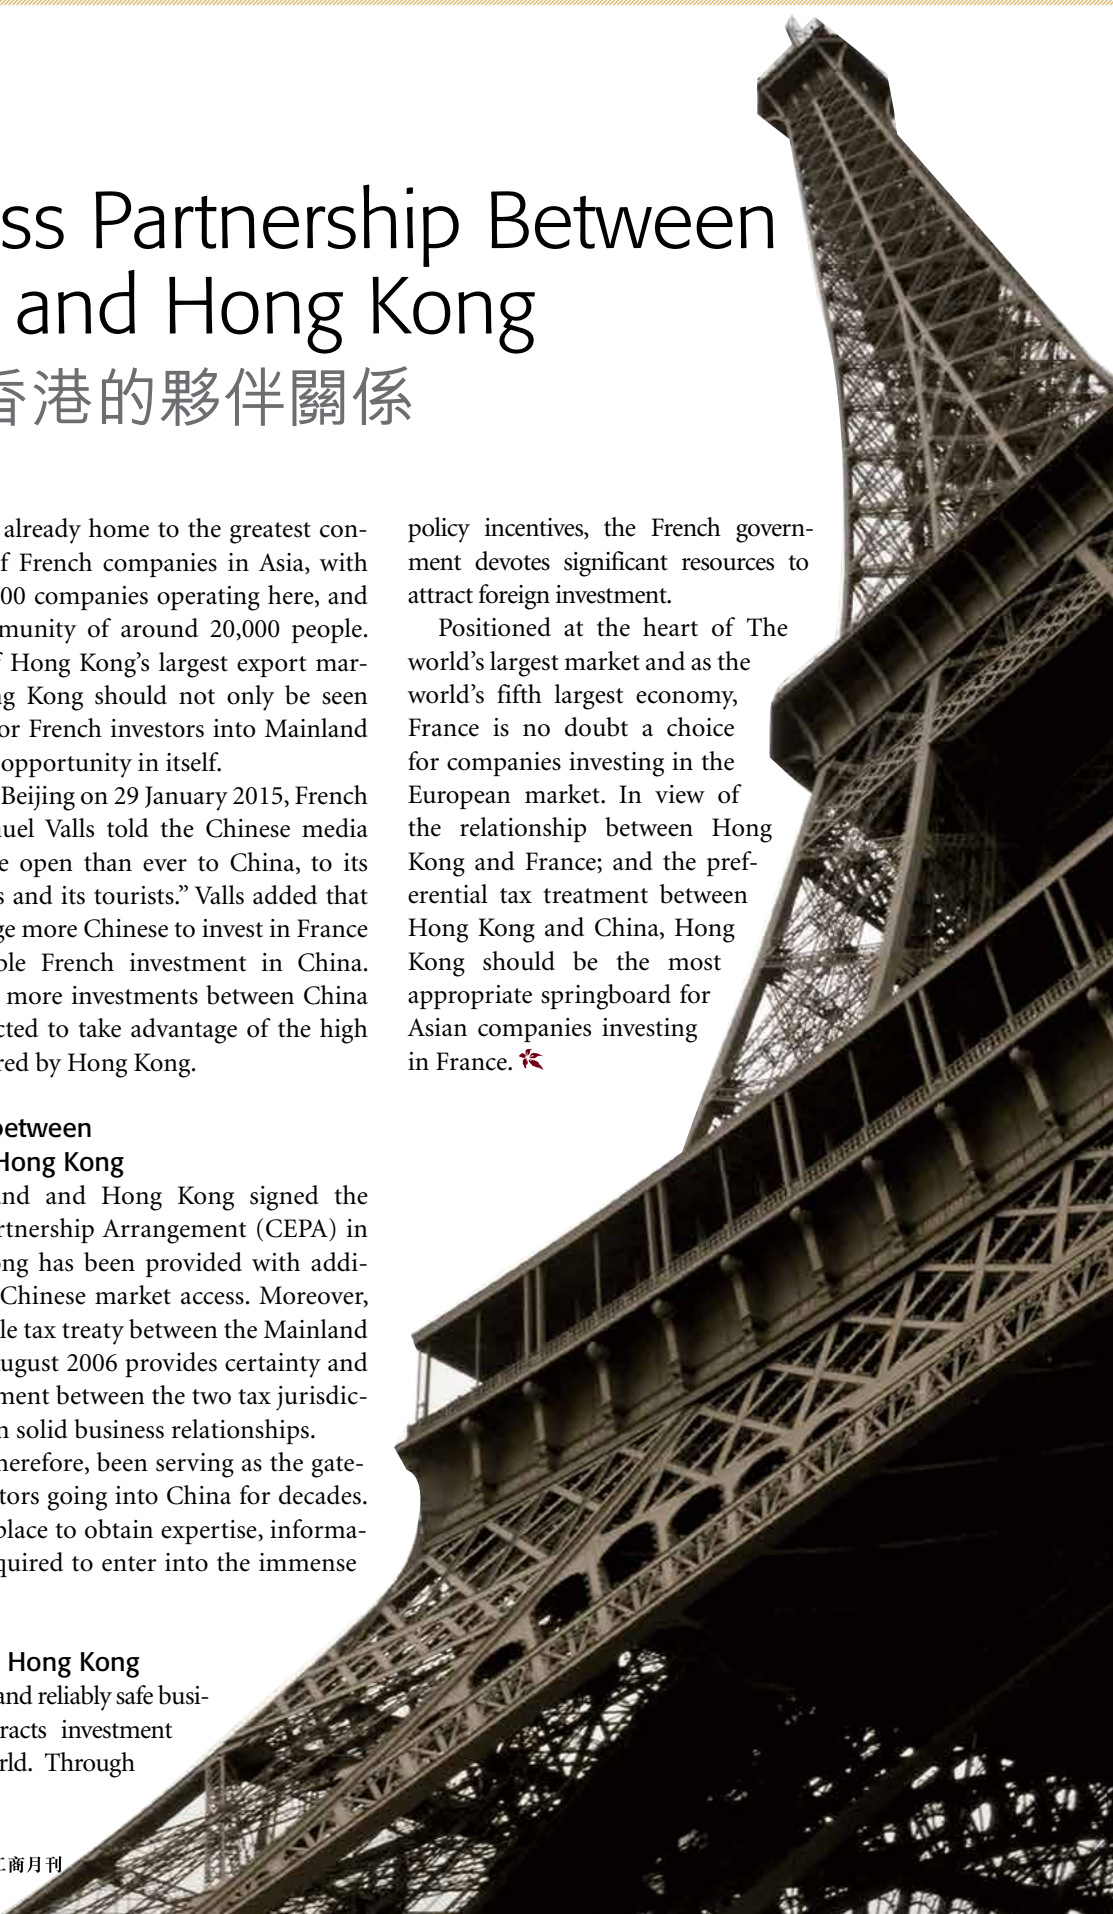 ss Partnership Between
and Hong Kong
香港的夥伴關係
already home to the greatest con-
f French companies in Asia, with
00 companies operating here, and
munity of around 20,000 people.
f Hong Kong’s largest export mar-
ng Kong should not only be seen
or French investors into Mainland
opportunity in itself.
Beijing on 29 January 2015, French
nuel Valls told the Chinese media
e open than ever to China, to its
s and its tourists.” Valls added that
ge more Chinese to invest in France
ble French investment in China.
more investments between China
cted to take advantage of the high
red by Hong Kong.
between
Hong Kong
and and Hong Kong signed the
rtnership Arrangement (CEPA) in
ong has been provided with addi-
Chinese market access. Moreover,
le tax treaty between the Mainland
ugust 2006 provides certainty and
ment between the two tax jurisdic-
n solid business relationships.
herefore, been serving as the gate-
tors going into China for decades.
place to obtain expertise, informa-
quired to enter into the immense
Hong Kong
and reliably safe busi-
racts investment
rld. Through
policy incentives, the French govern-
ment devotes significant resources to
attract foreign investment.
Positioned at the heart of The
world’s largest market and as the
world’s fifth largest economy,
France is no doubt a choice
for companies investing in the
European market. In view of
the relationship between Hong
Kong and France; and the pref-
erential tax treatment between
Hong Kong and China, Hong
Kong should be the most
appropriate springboard for
Asian companies investing
in France.
工商月刊